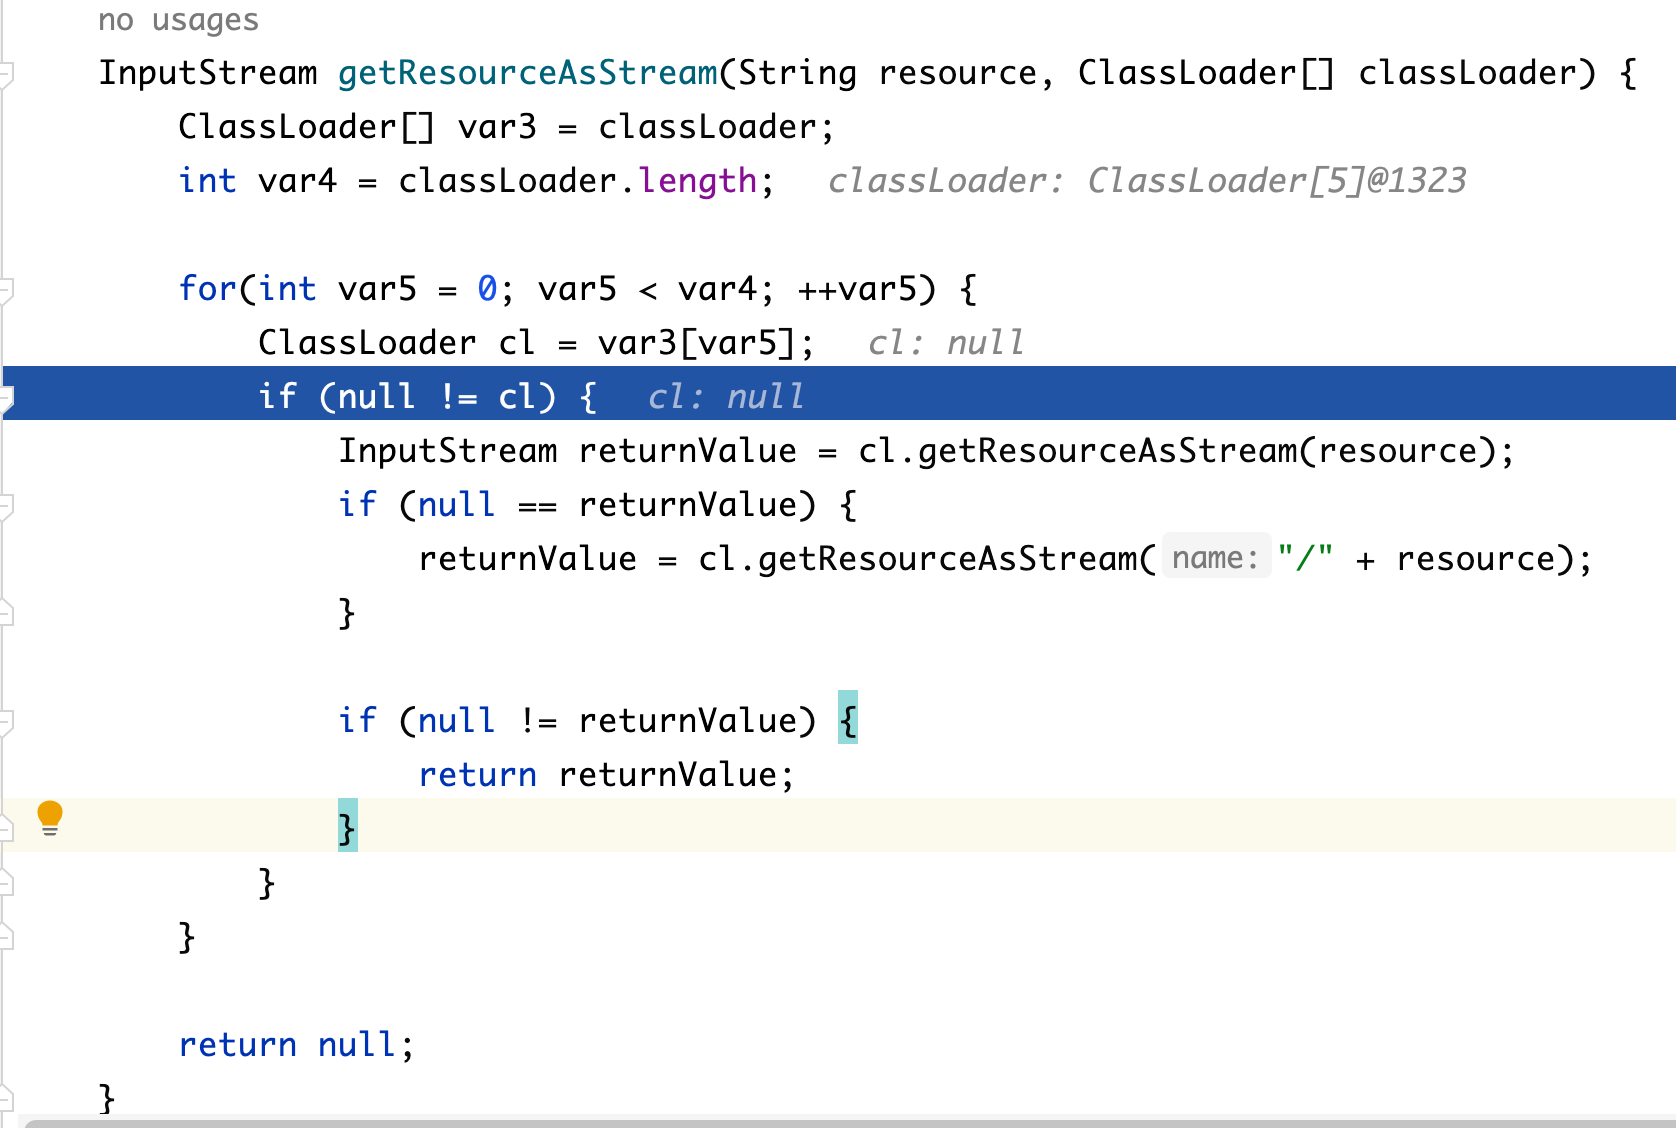 no usages
InputStream getResourceAsStream(String resource, ClassLoader[] classLoader) {
ClassLoader[] var3 = classLoader;
int var4 = classLoader.length; classLoader: ClassLoader[5]@1323
for(int var5 = 0; var5 < var4; ++var5) {
ClassLoader cl = var3[var5]; cl: null
if (null != cl) { cl: null
InputStream returnValue = cl.getResourceAsStream(resource);
if (null == returnValue) {
returnValue = cl.getResourceAsStream( name: "/" + resource);
}
if (null != returnValue) {
return returnValue;
}
}
}
return null;
}